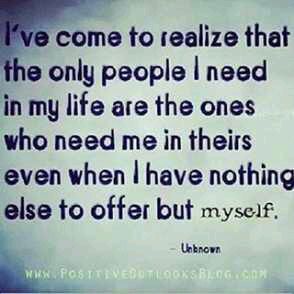 I've come to realize that
the only people I need
in my life are the ones
who need me in theirs
even when I have nothing
else to offer but myself.
- Unknown
www.PositiveOutlooksBlog.com